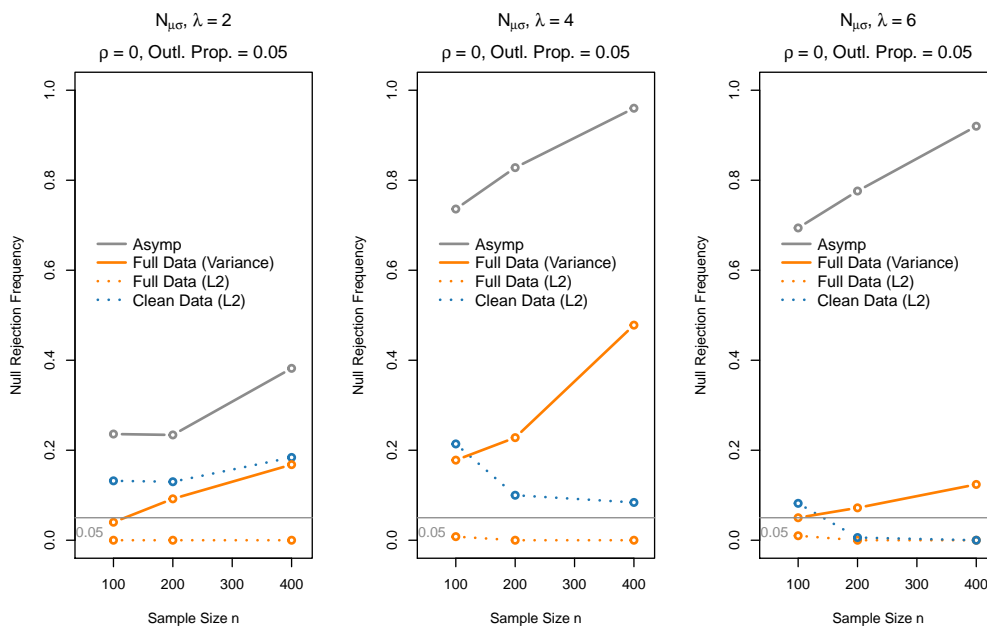 N_μσ, λ = 2
ρ = 0, Outl. Prop. = 0.05
Null Rejection Frequency
1.0
0.8
0.6
0.4
0.2
0.0
Asymp
Full Data (Variance)
Full Data (L2)
Clean Data (L2)
0.05
100 200 300 400
Sample Size n
N_μσ, λ = 4
ρ = 0, Outl. Prop. = 0.05
Null Rejection Frequency
1.0
0.8
0.6
0.4
0.2
0.0
Asymp
Full Data (Variance)
Full Data (L2)
Clean Data (L2)
0.05
100 200 300 400
Sample Size n
N_μσ, λ = 6
ρ = 0, Outl. Prop. = 0.05
Null Rejection Frequency
1.0
0.8
0.6
0.4
0.2
0.0
Asymp
Full Data (Variance)
Full Data (L2)
Clean Data (L2)
0.05
100 200 300 400
Sample Size n